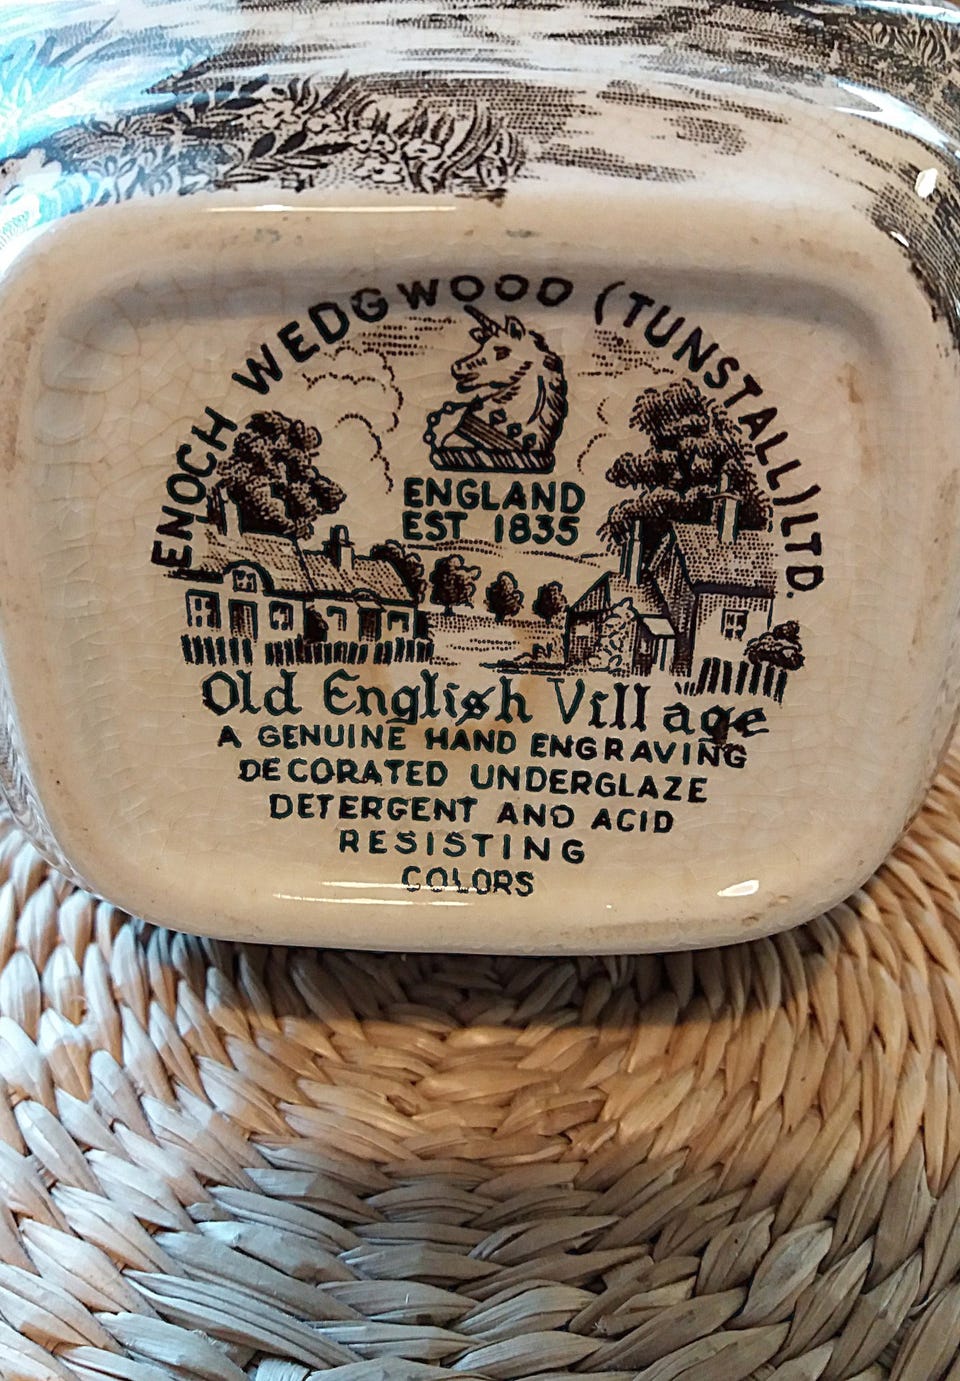 ENOCH WEDGWOOD (TUNSTALL) LTD.
ENGLAND
EST 1835
Old English Village
A GENUINE HAND ENGRAVING
DECORATED UNDERGLAZE
DETERGENT AND ACID
RESISTING
COLORS